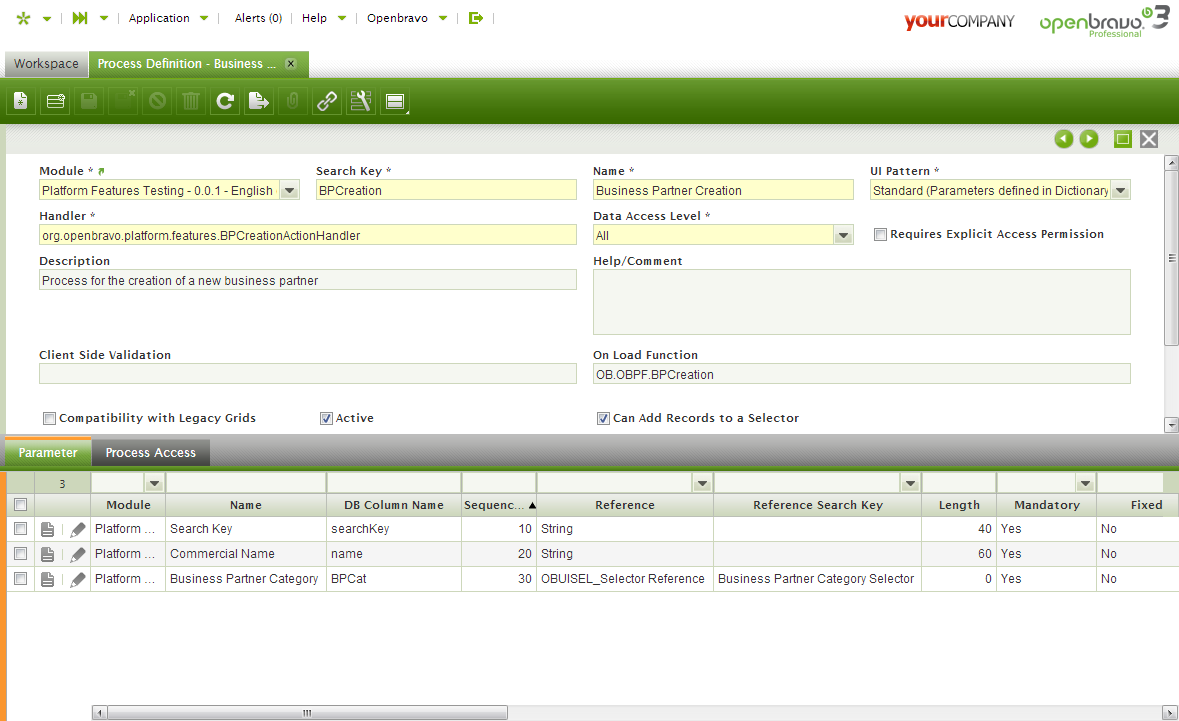 Application Alerts (0) Help Openbravo
yourCOMPANY openbravo 3 Professional
Workspace Process Definition - Business ...
Module * Search Key * Name * UI Pattern *
Platform Features Testing - 0.0.1 - English BPCreation Business Partner Creation Standard (Parameters defined in Dictionary
Handler * Data Access Level *
org.openbravo.platform.features.BPCreationActionHandler All Requires Explicit Access Permission
Description Help/Comment
Process for the creation of a new business partner
Client Side Validation On Load Function
OB.OBPF.BPCreation
Compatibility with Legacy Grids Active Can Add Records to a Selector
Parameter Process Access
3
Module Name DB Column Name Sequenc... Reference Reference Search Key Length Mandatory Fixed
Platform ... Search Key searchKey 10 String 40 Yes No
Platform ... Commercial Name name 20 String 60 Yes No
Platform ... Business Partner Category BPCat 30 OBUISEL_Selector Reference Business Partner Category Selector 0 Yes No